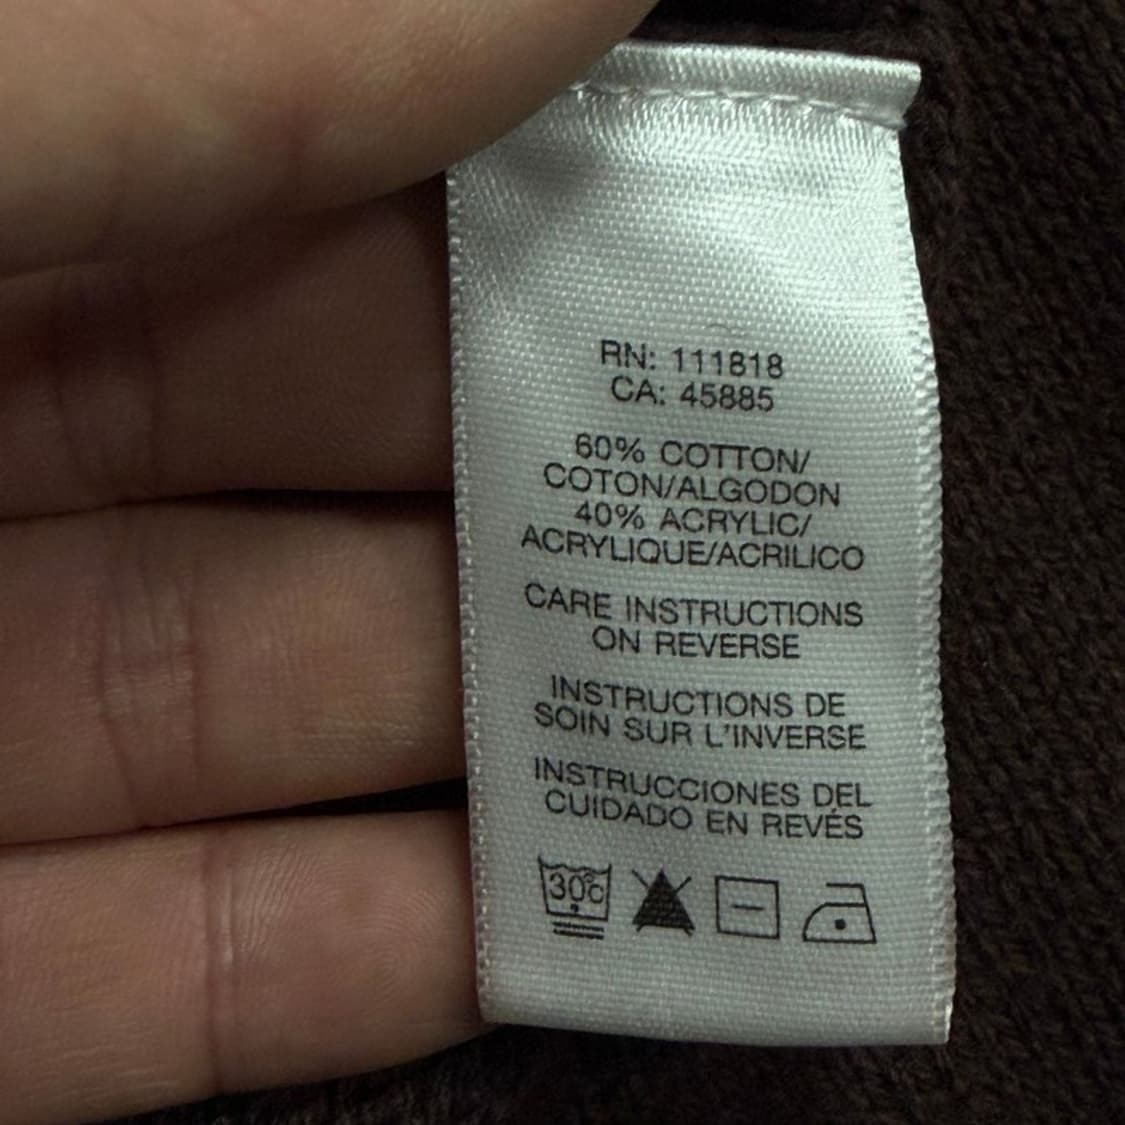 RN: 111818
CA: 45885
60% COTTON/
COTON/ALGODON
40% ACRYLIC/
ACRYLIQUE/ACRILICO
CARE INSTRUCTIONS
ON REVERSE
INSTRUCTIONS DE
SOIN SUR L'INVERSE
INSTRUCCIONES DEL
CUIDADO EN REVÉS
30°C